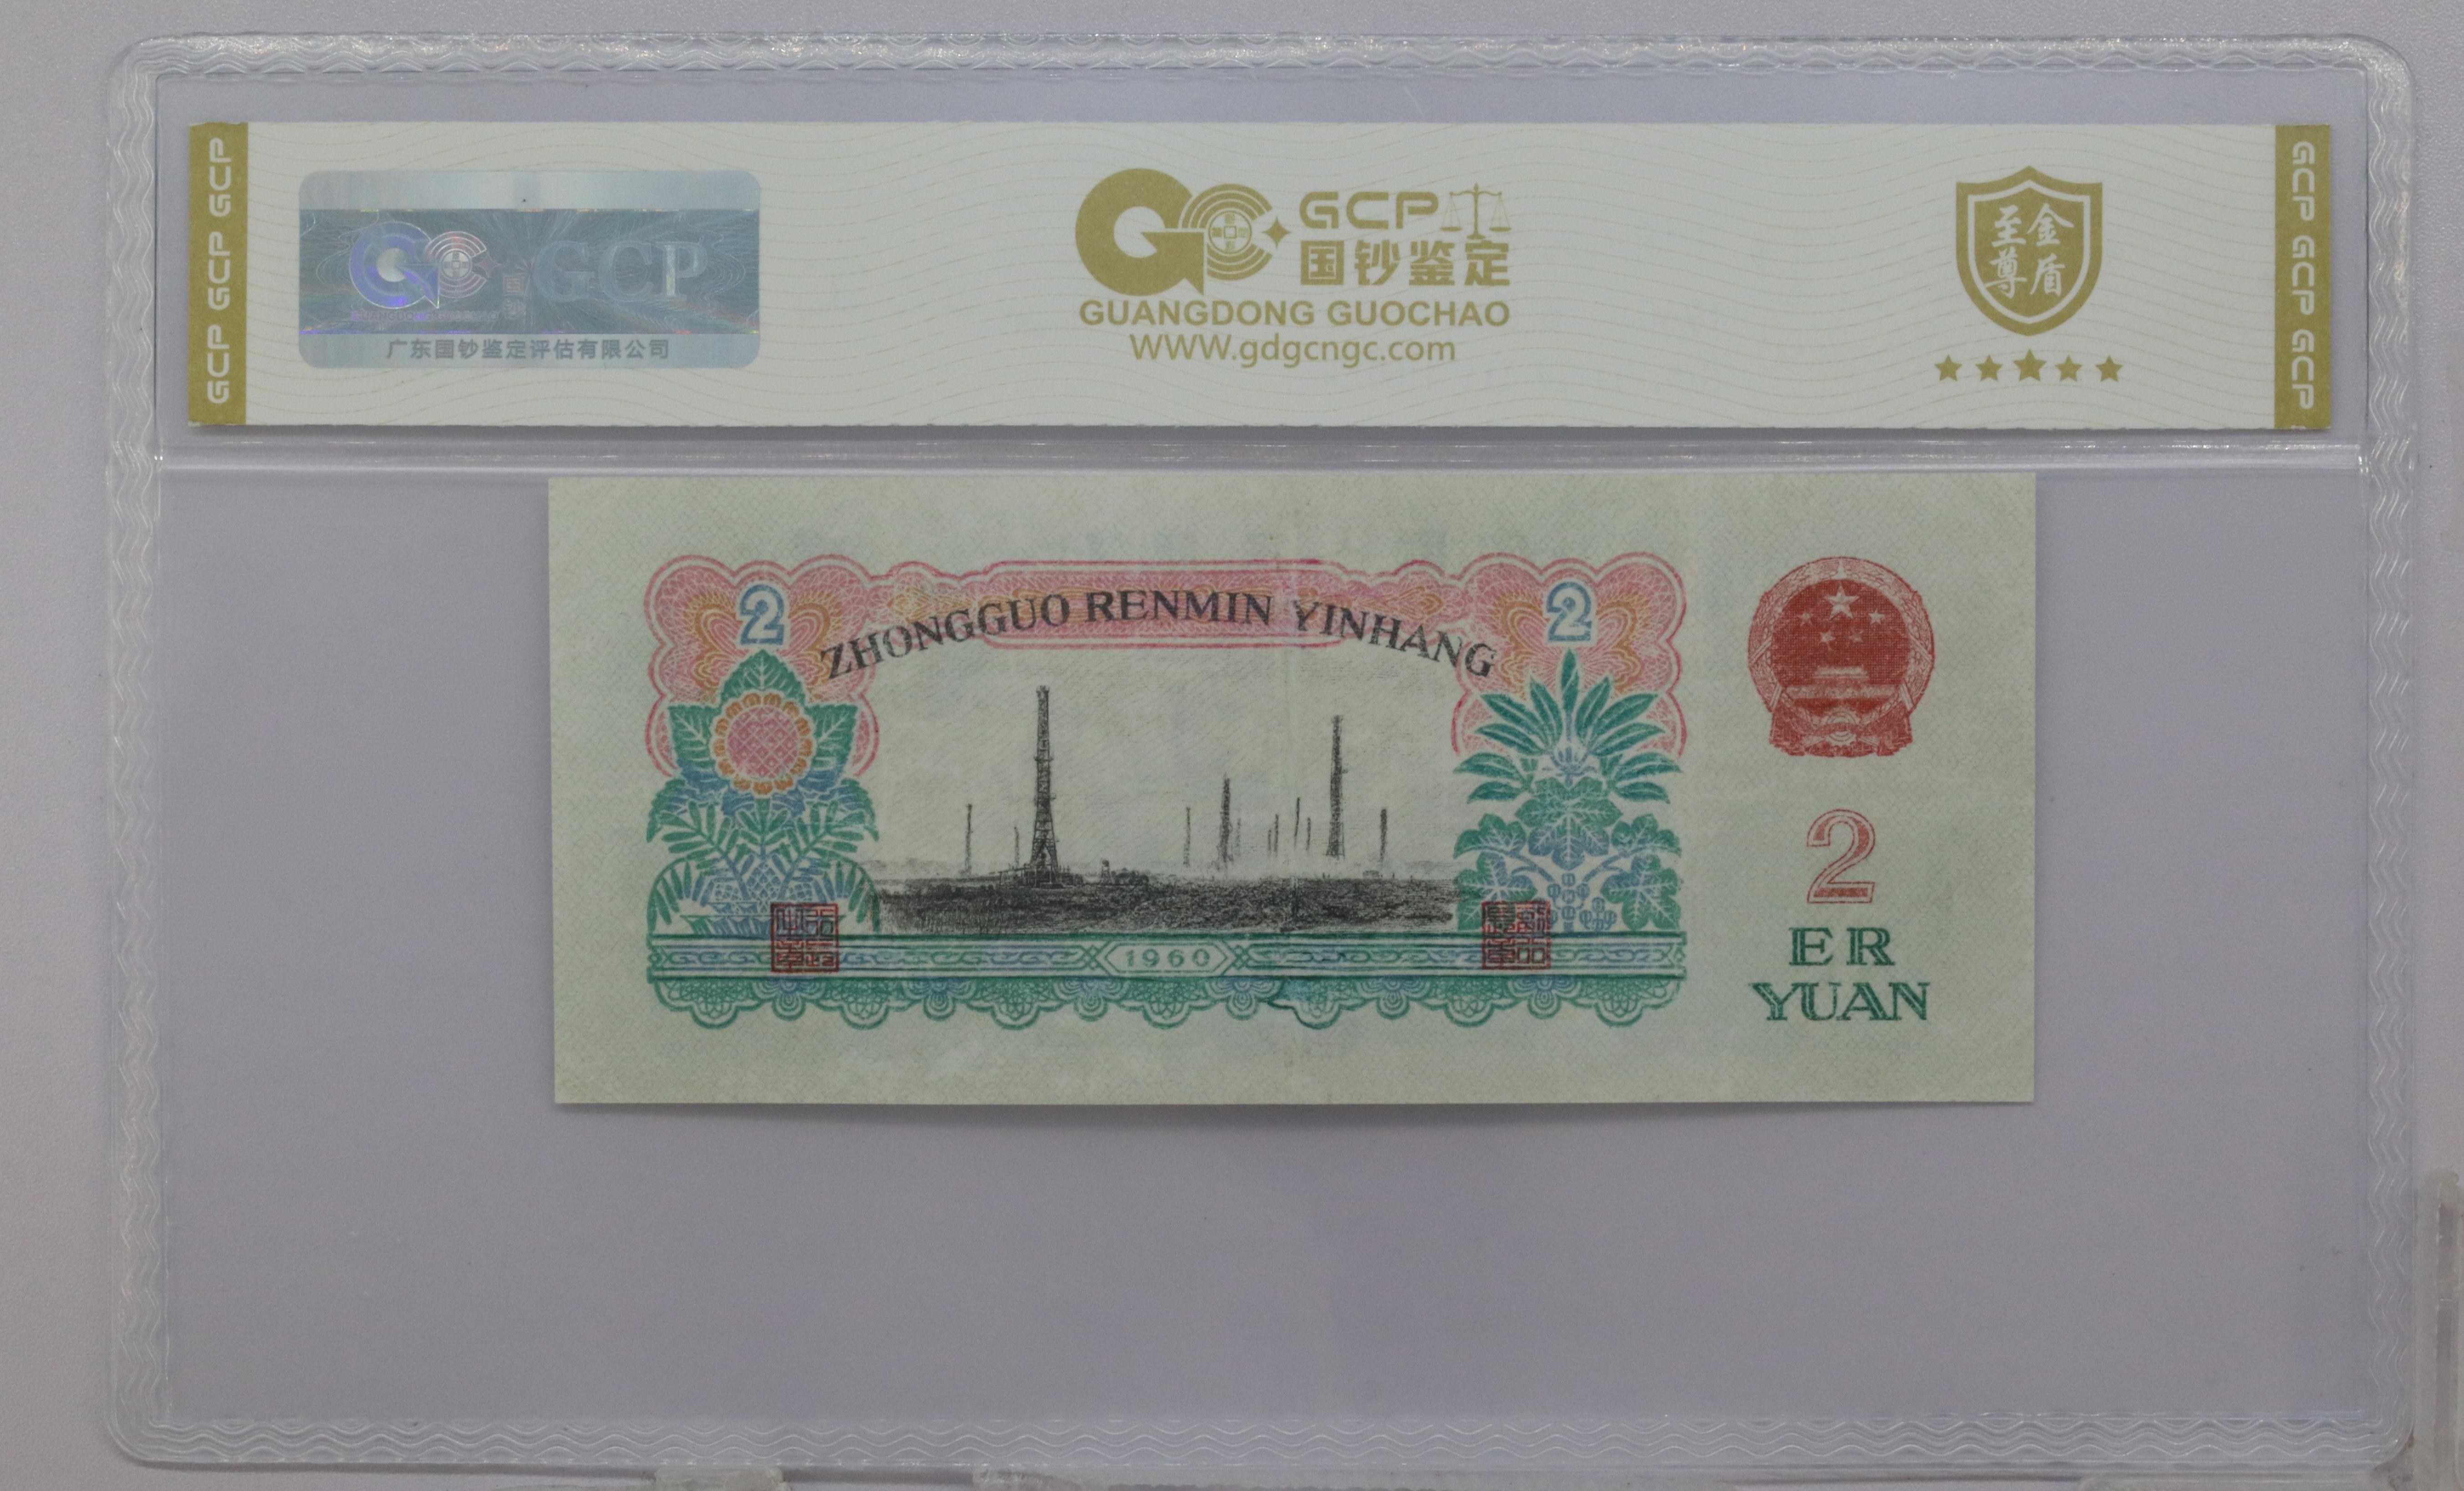 GCP GCP GCP
GCP
GUANGDONG GUOCHAO
广东国钞鉴定评估有限公司
GCP
国钞鉴定
GUANGDONG GUOCHAO
WWW.gdgcngc.com
至尊
金盾
GCP GCP GCP
ZHONGGUO RENMIN YINHANG
2
2
1960
2
ER
YUAN